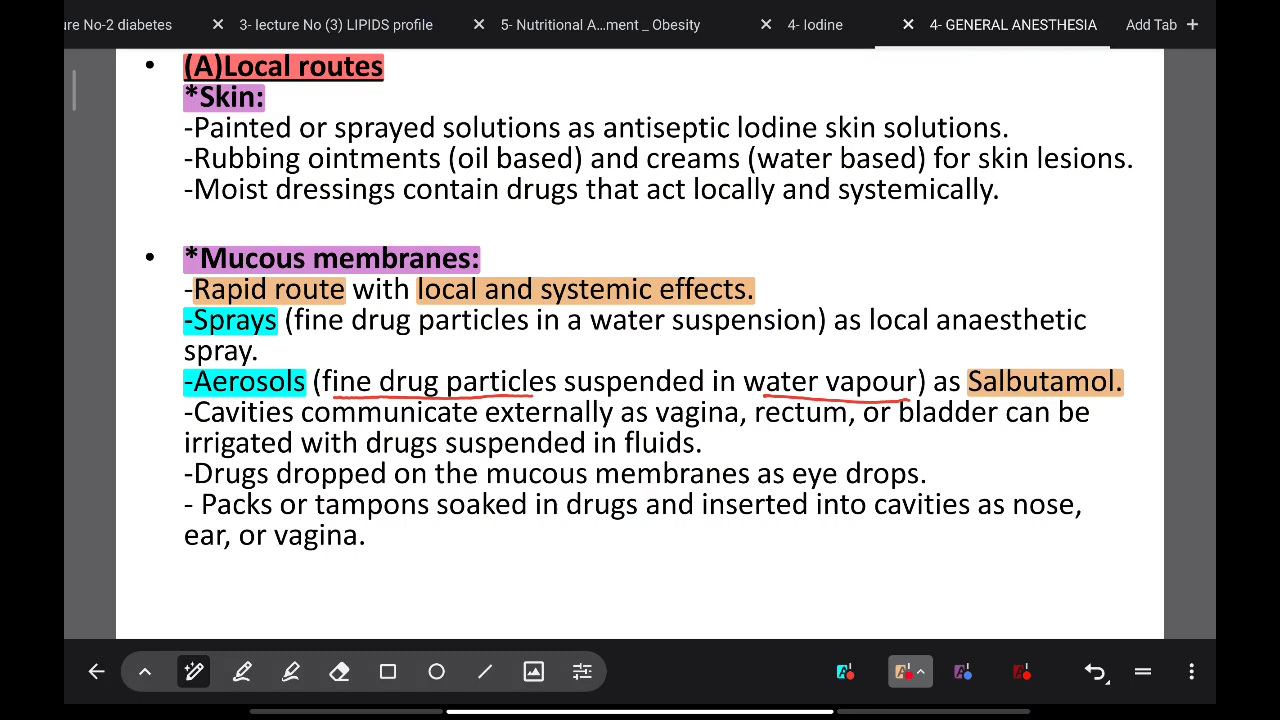 ure No-2 diabetes
3- lecture No (3) LIPIDS profile
5- Nutritional A...ment _ Obesity
4- Iodine
4- GENERAL ANESTHESIA
Add Tab
• (A)Local routes
*Skin:
-Painted or sprayed solutions as antiseptic lodine skin solutions.
-Rubbing ointments (oil based) and creams (water based) for skin lesions.
-Moist dressings contain drugs that act locally and systemically.
• *Mucous membranes:
-Rapid route with local and systemic effects.
-Sprays (fine drug particles in a water suspension) as local anaesthetic
spray.
-Aerosols (fine drug particles suspended in water vapour) as Salbutamol.
-Cavities communicate externally as vagina, rectum, or bladder can be
irrigated with drugs suspended in fluids.
-Drugs dropped on the mucous membranes as eye drops.
- Packs or tampons soaked in drugs and inserted into cavities as nose,
ear, or vagina.